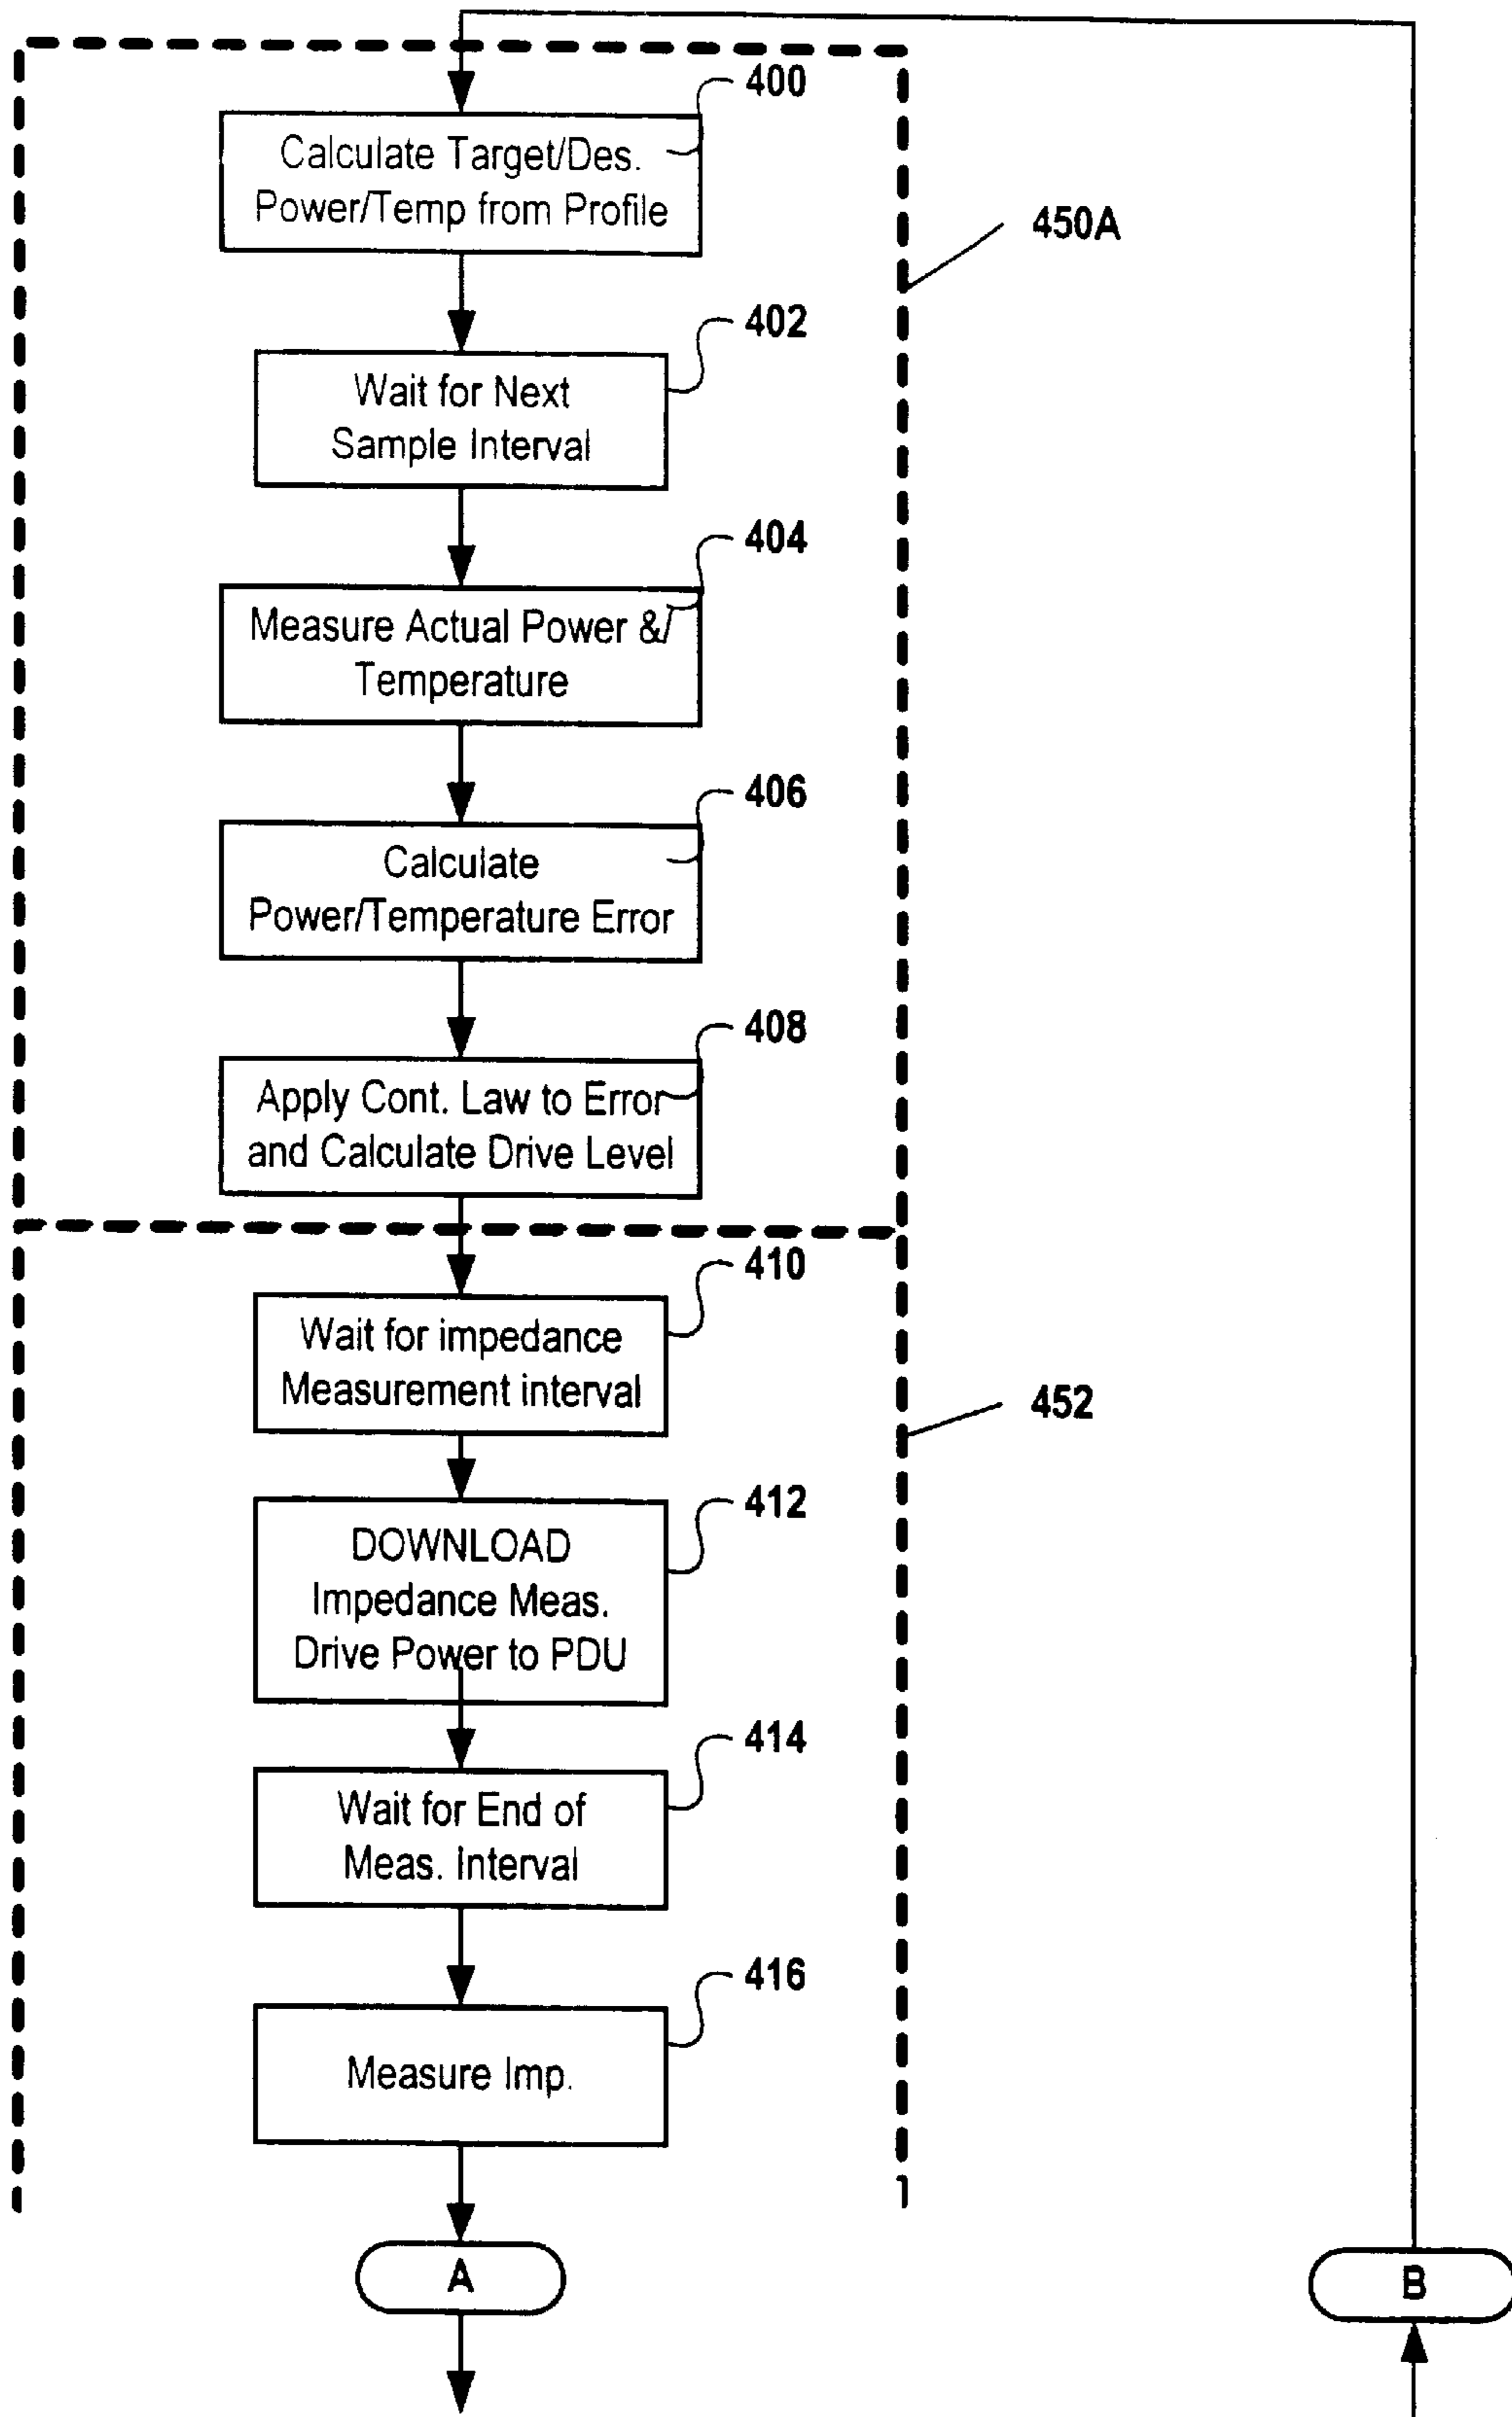 400
Calculate Target/Des.
Power/Temp from Profile
450A
402
Wait for Next
Sample Interval
404
Measure Actual Power &/
Temperature
406
Calculate
Power/Temperature Error
408
Apply Cont. Law to Error
and Calculate Drive Level
410
Wait for impedance
Measurement interval
452
412
DOWNLOAD
Impedance Meas.
Drive Power to PDU
414
Wait for End of
Meas. Interval
416
Measure Imp.
A
B